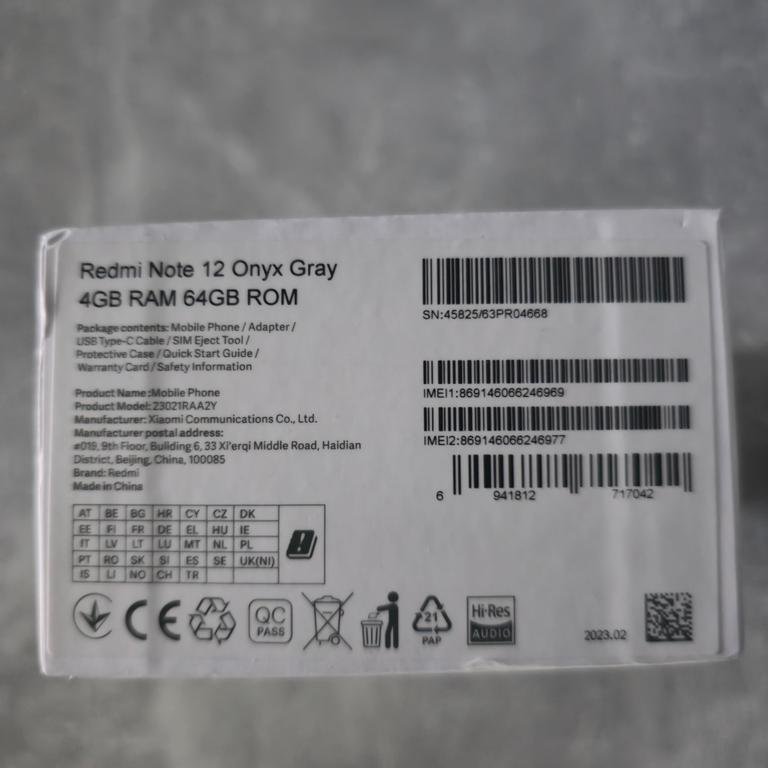 Redmi Note 12 Onyx Gray
4GB RAM 64GB ROM
Package contents: Mobile Phone / Adapter /
USB Type-C Cable / SIM Eject Tool /
Protective Case / Quick Start Guide /
Warranty Card / Safety Information
Product Name :Mobile Phone
Product Model: 23021RAA2Y
Manufacturer: Xiaomi Communications Co., Ltd.
Manufacturer postal address:
#019, 9th Floor, Building 6, 33 Xi'erqi Middle Road, Haidian
District, Beijing, China, 100085
Brand: Redmi
Made in China
SN:45825/63PR04668
IMEI1:869146066246969
IMEI2:869146066246977
6 941812 717042
AT BE BG HR CY CZ DK
EE FI FR DE EL HU IE
IT LV LT LU MT NL PL
PT RO SK SI ES SE UK(NI)
IS LI NO CH TR
CE
QC
PASS
21
PAP
Hi-Res
AUDIO
2023.02